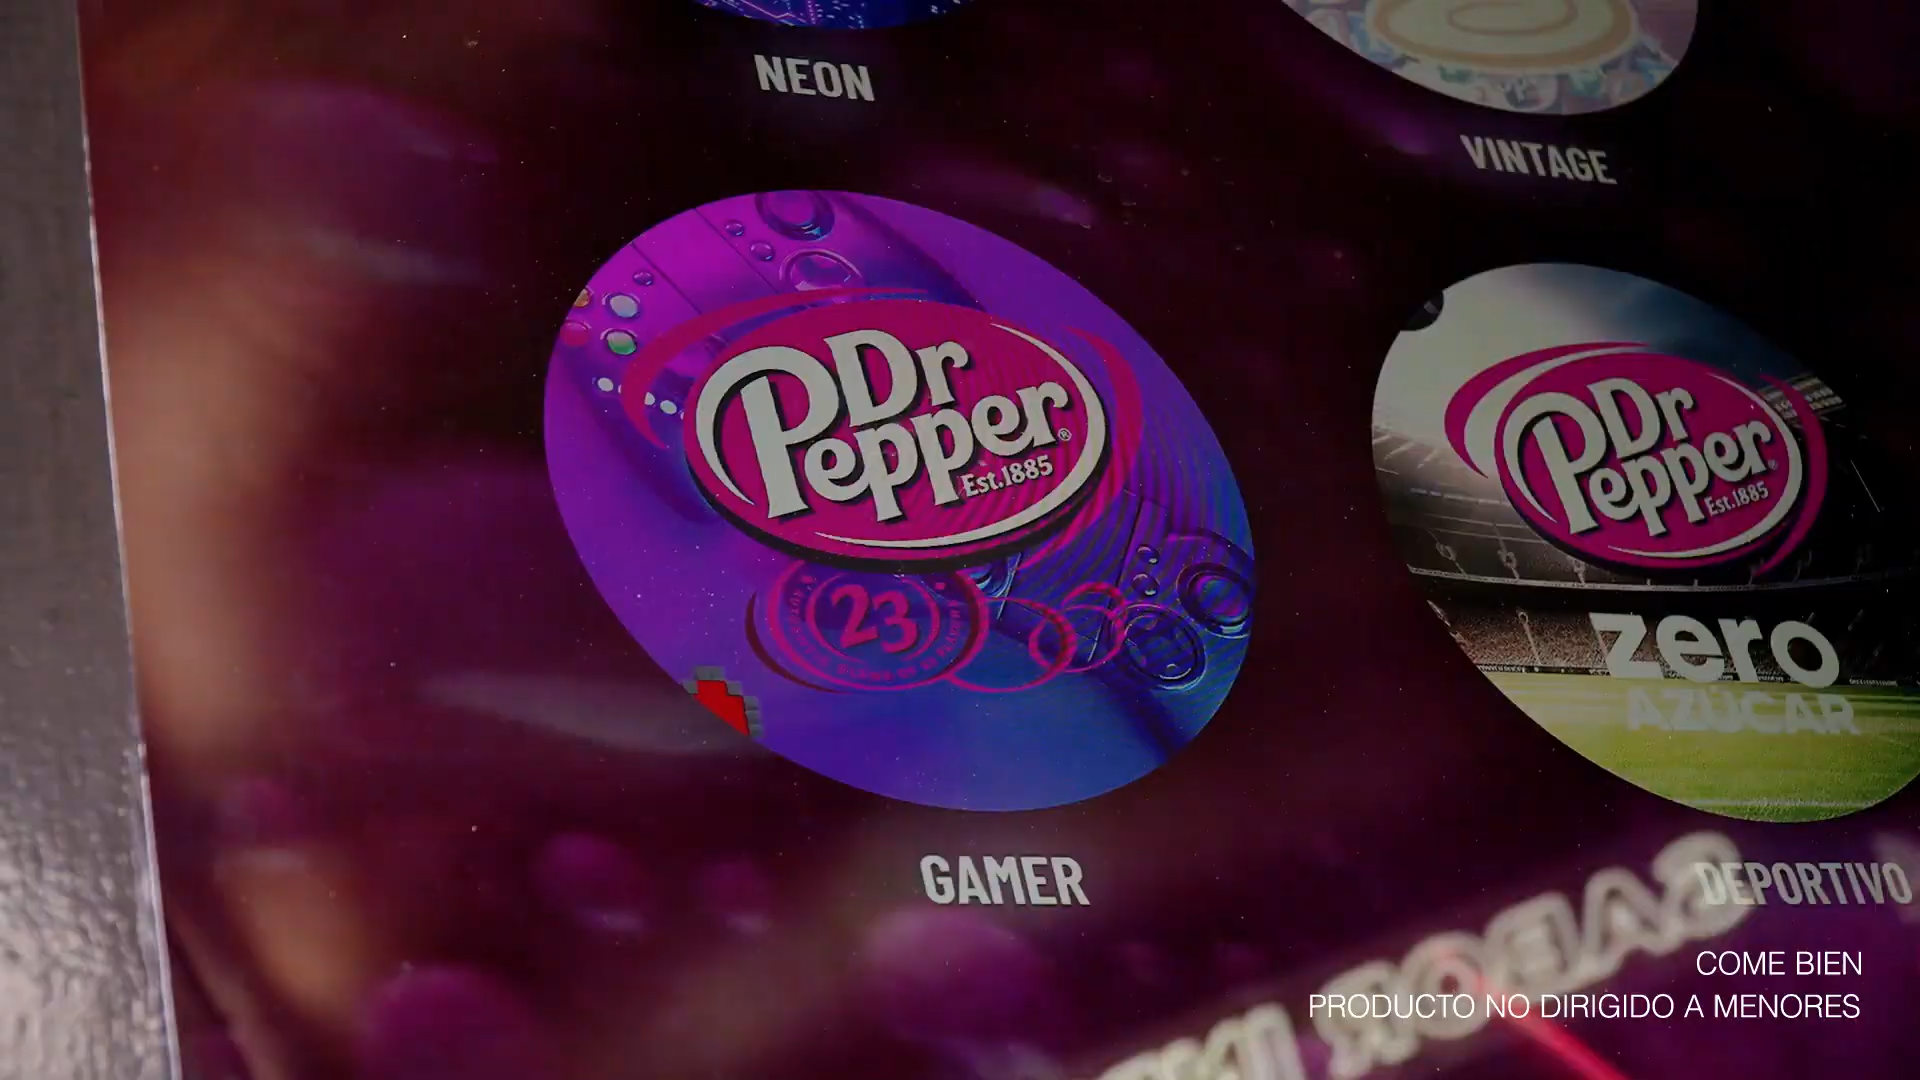 NEON
VINTAGE
Dr
Pepper®
Est.1885
23
Dr
Pepper®
Est.1885
zero
AZÚCAR
GAMER
DEPORTIVO
SABOR
COME BIEN
PRODUCTO NO DIRIGIDO A MENORES